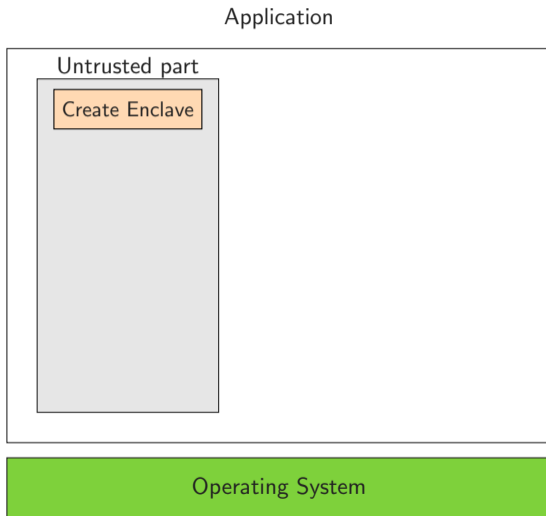 Application
Untrusted part
Create Enclave
Operating System